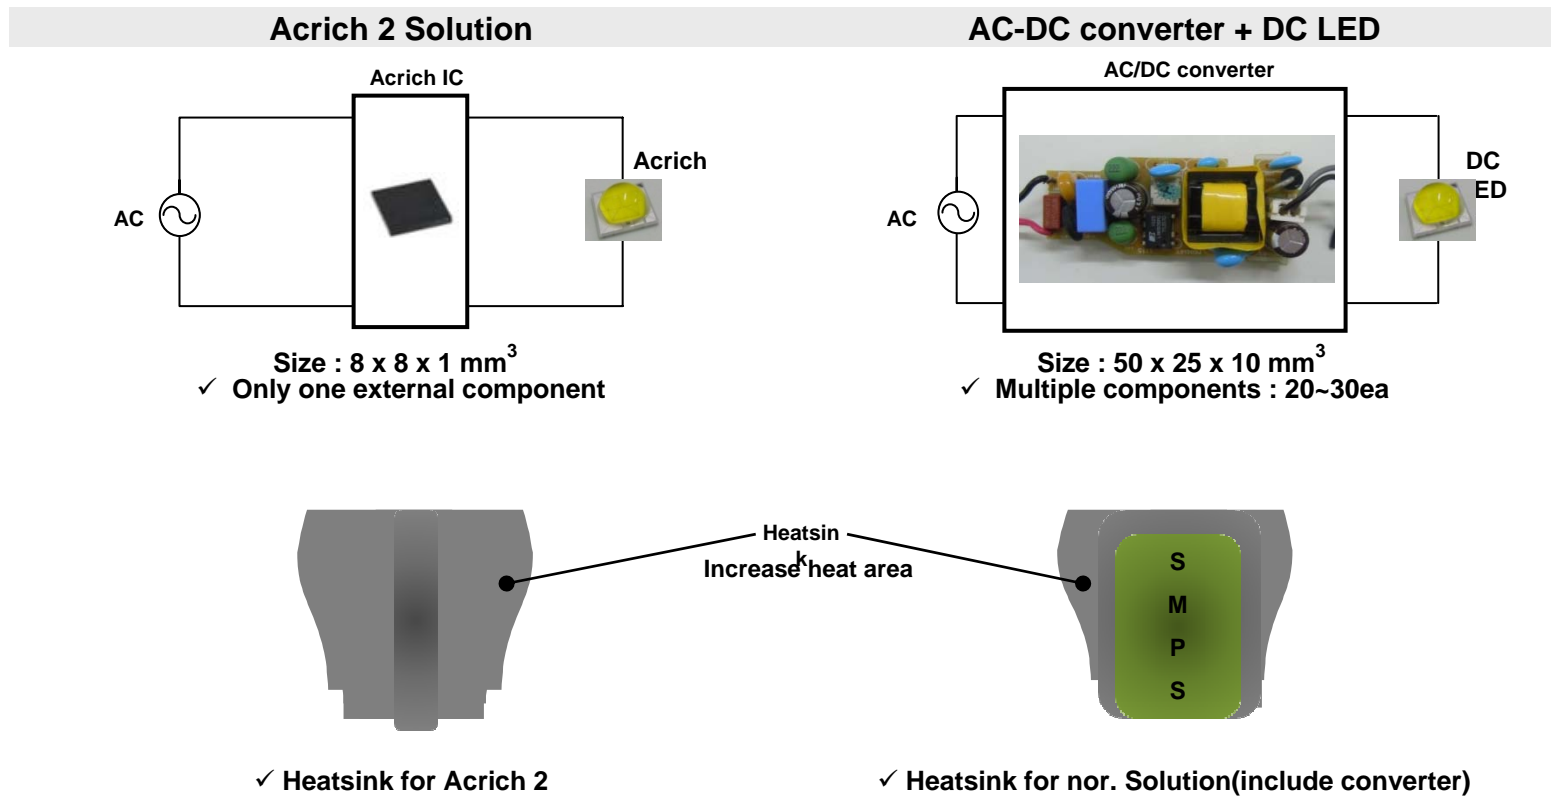 Acrich 2 Solution
AC-DC converter + DC LED
Acrich IC
AC/DC converter
Acrich
DC
ED
AC
AC
Size : 8 x 8 x 1 mm³
✓ Only one external component
Size : 50 x 25 x 10 mm³
✓ Multiple components : 20~30ea
Heatsin
k
Increase heat area
S
M
P
S
✓ Heatsink for Acrich 2
✓ Heatsink for nor. Solution(include converter)